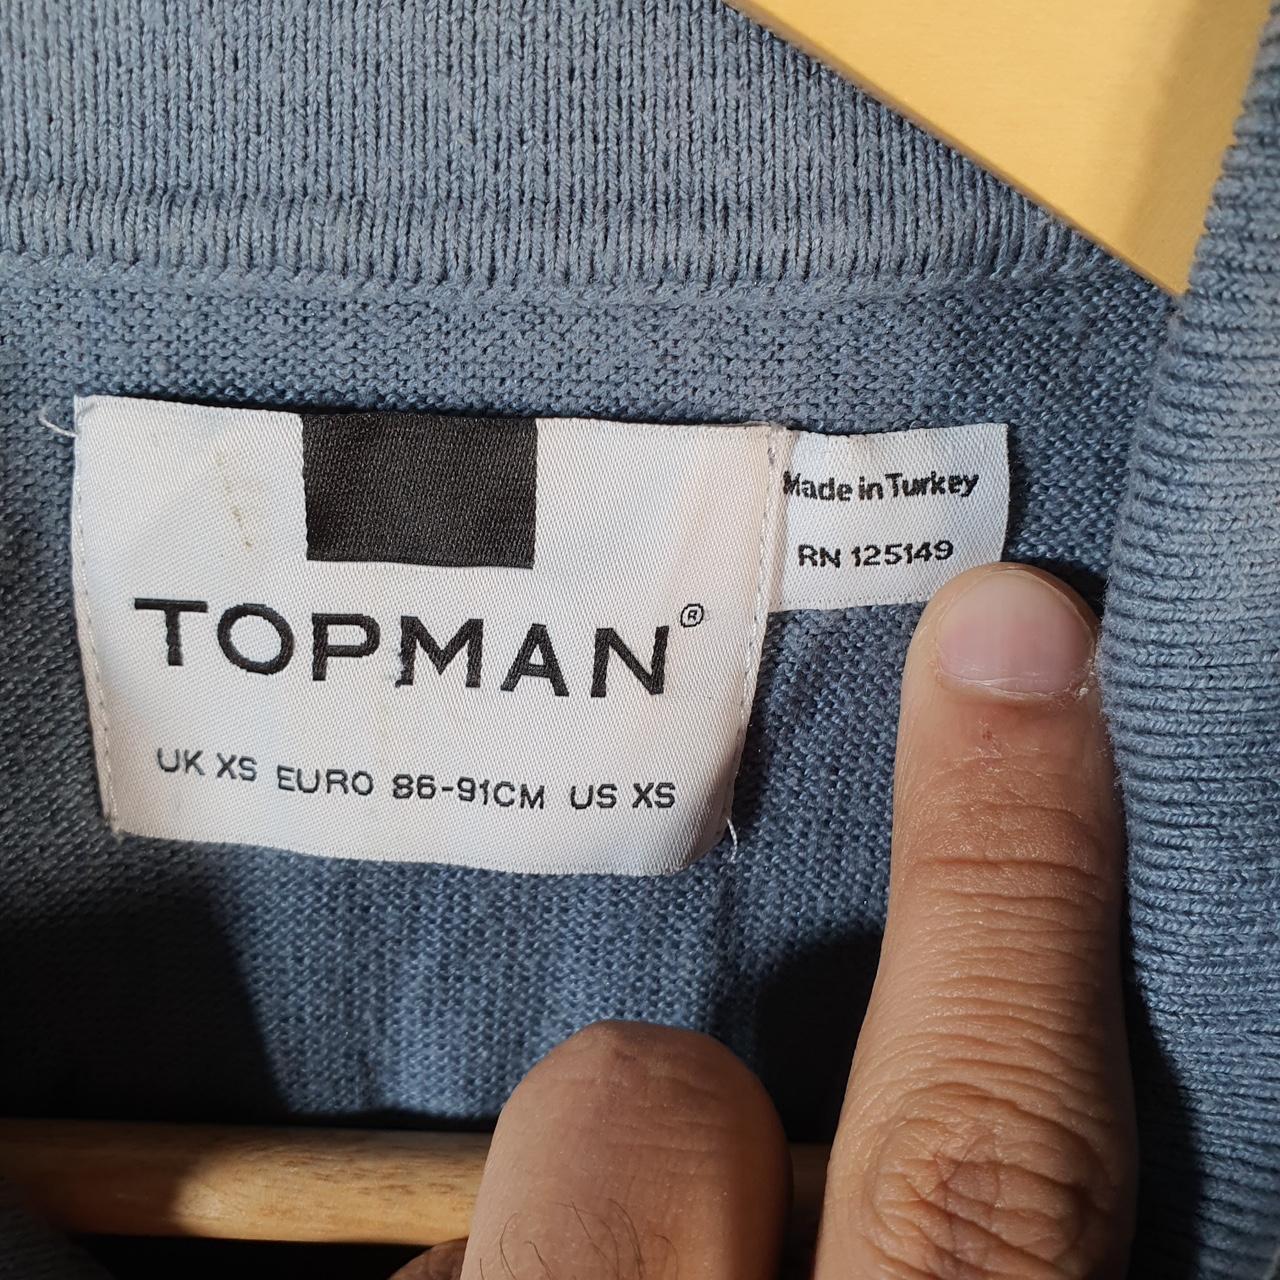 TOPMAN®
UK XS EURO 86-91CM US XS
Made in Turkey
RN 125149